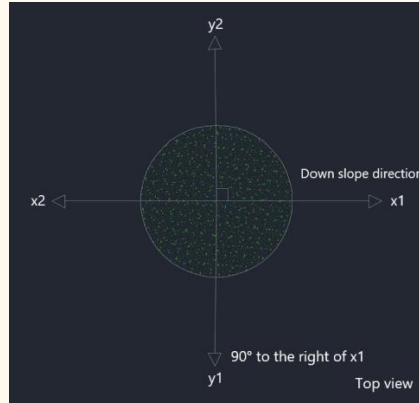 y2
Down slope direction
x2
x1
90° to the right of x1
y1
Top view